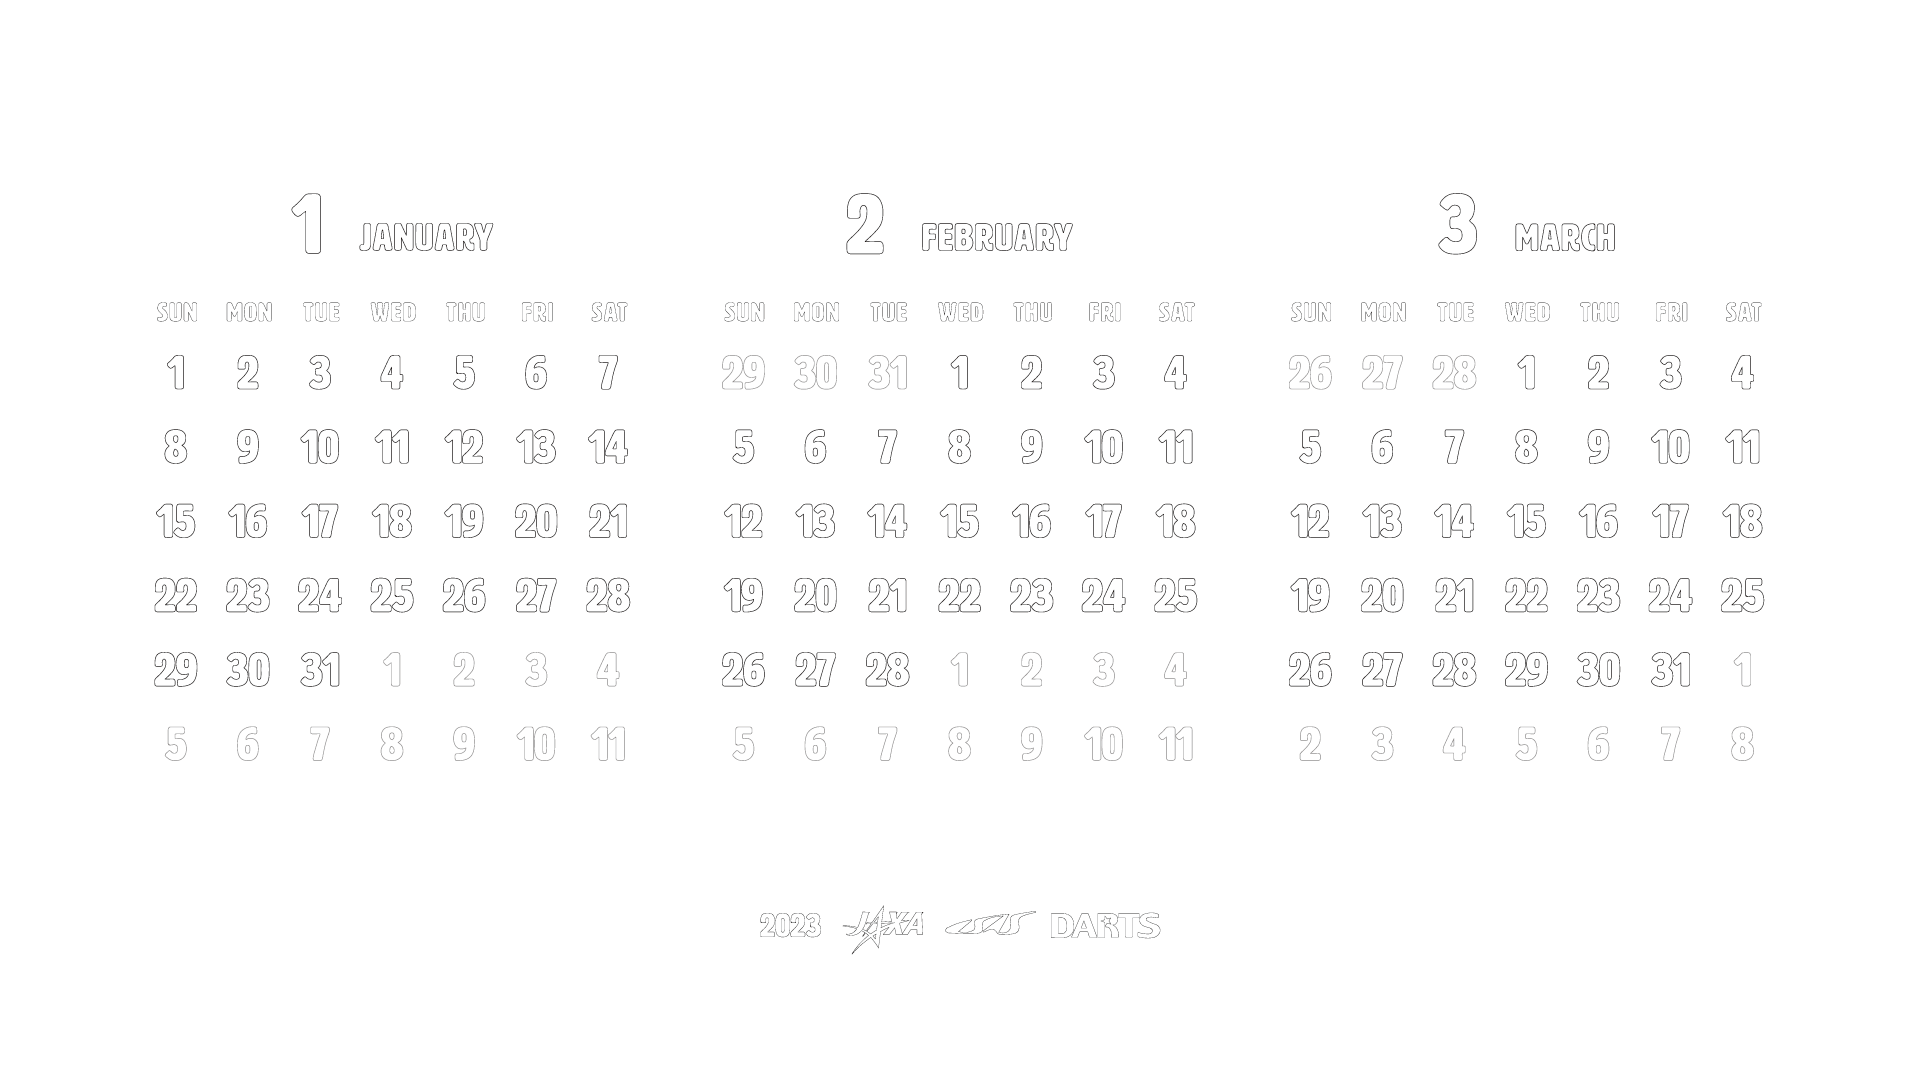 1 JANUARY
SUN MON TUE WED THU FRI SAT
1 2 3 4 5 6 7
8 9 10 11 12 13 14
15 16 17 18 19 20 21
22 23 24 25 26 27 28
29 30 31 1 2 3 4
5 6 7 8 9 10 11
2 FEBRUARY
SUN MON TUE WED THU FRI SAT
29 30 31 1 2 3 4
5 6 7 8 9 10 11
12 13 14 15 16 17 18
19 20 21 22 23 24 25
26 27 28 1 2 3 4
5 6 7 8 9 10 11
3 MARCH
SUN MON TUE WED THU FRI SAT
26 27 28 1 2 3 4
5 6 7 8 9 10 11
12 13 14 15 16 17 18
19 20 21 22 23 24 25
26 27 28 29 30 31 1
2 3 4 5 6 7 8
2023 JAXA ISAS DARTS